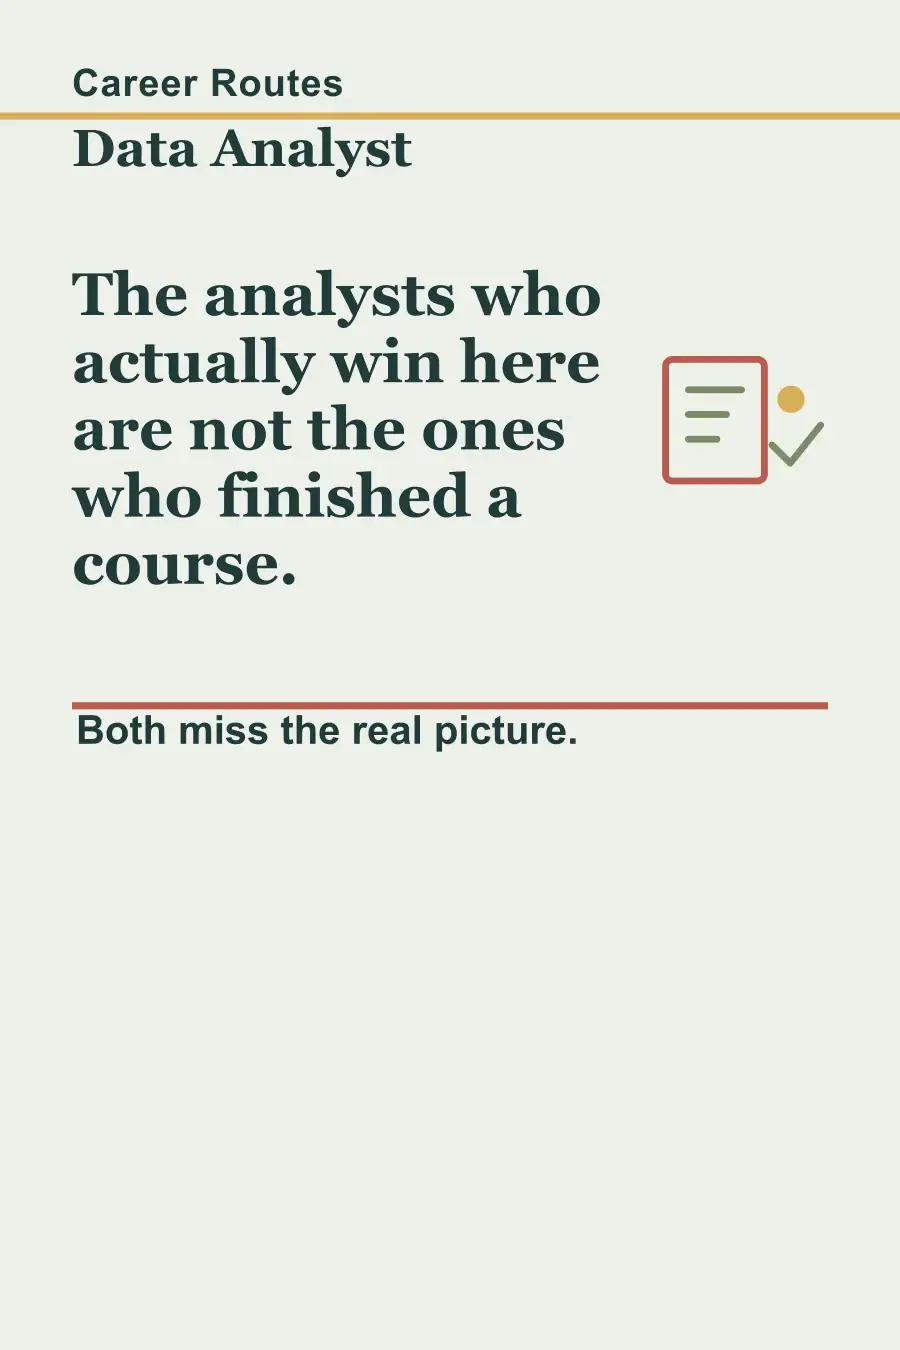 Career Routes
Data Analyst
The analysts who
actually win here
are not the ones
who finished a
course.
Both miss the real picture.